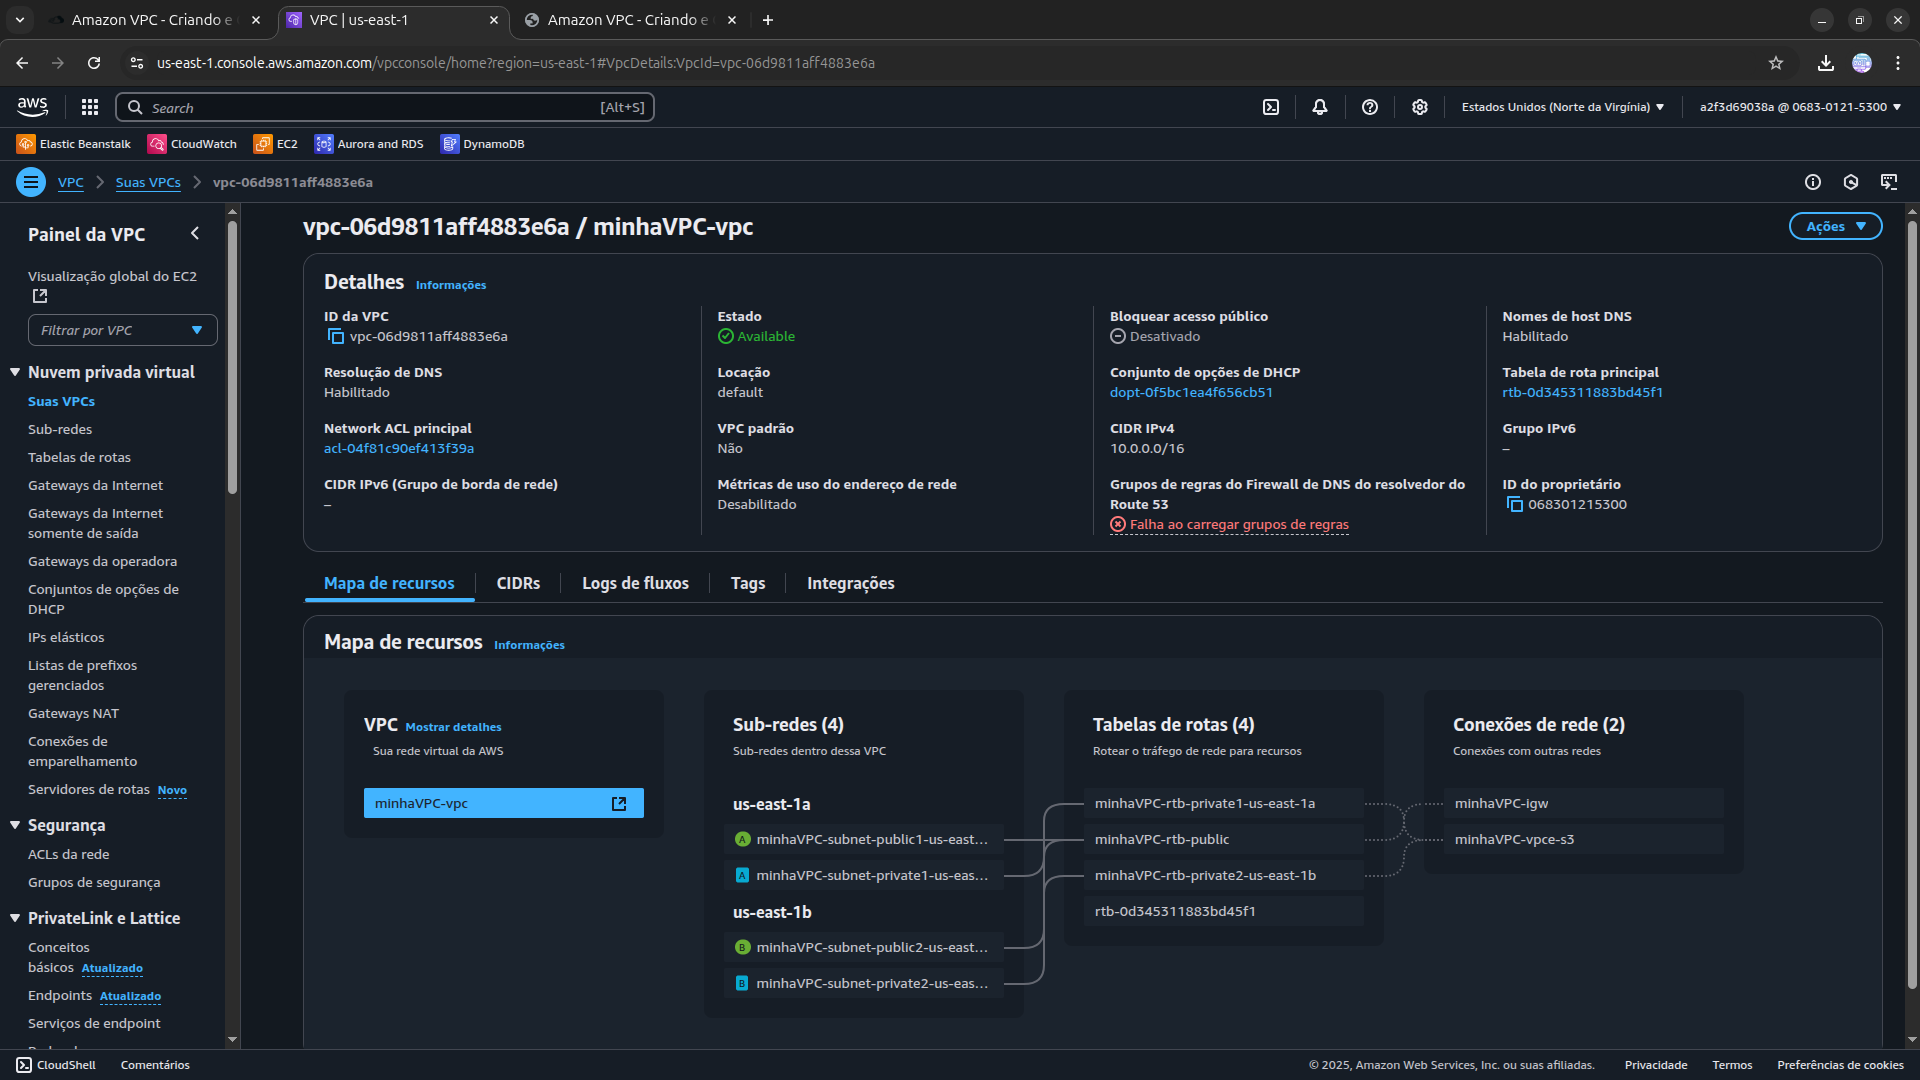 Amazon VPC - Criando e
VPC | us-east-1
Amazon VPC - Criando e
us-east-1.console.aws.amazon.com/vpcconsole/home?region=us-east-1#VpcDetails:VpcId=vpc-06d9811aff4883e6a
aws
Search
[Alt+S]
Estados Unidos (Norte da Virgínia)
a2f3d69038a @ 0683-0121-5300
Elastic Beanstalk
CloudWatch
EC2
Aurora and RDS
DynamoDB
VPC
Suas VPCs
vpc-06d9811aff4883e6a
Painel da VPC
Visualização global do EC2
Filtrar por VPC
Nuvem privada virtual
Suas VPCs
Sub-redes
Tabelas de rotas
Gateways da Internet
Gateways da Internet
somente de saída
Gateways da operadora
Conjuntos de opções de
DHCP
IPs elásticos
Listas de prefixos
gerenciados
Gateways NAT
Conexões de
emparelhamento
Servidores de rotas Novo
Segurança
ACLs da rede
Grupos de segurança
PrivateLink e Lattice
Conceitos
básicos Atualizado
Endpoints Atualizado
Serviços de endpoint
vpc-06d9811aff4883e6a / minhaVPC-vpc
Ações
Detalhes Informações
ID da VPC
vpc-06d9811aff4883e6a
Estado
Available
Bloquear acesso público
Desativado
Nomes de host DNS
Habilitado
Resolução de DNS
Habilitado
Locação
default
Conjunto de opções de DHCP
dopt-0f5bc1ea4f656cb51
Tabela de rota principal
rtb-0d345311883bd45f1
Network ACL principal
acl-04f81c90ef413f39a
VPC padrão
Não
CIDR IPv4
10.0.0.0/16
Grupo IPv6
–
CIDR IPv6 (Grupo de borda de rede)
–
Métricas de uso do endereço de rede
Desabilitado
Grupos de regras do Firewall de DNS do resolvedor do
Route 53
Falha ao carregar grupos de regras
ID do proprietário
068301215300
Mapa de recursos
CIDRs
Logs de fluxos
Tags
Integrações
Mapa de recursos Informações
VPC Mostrar detalhes
Sua rede virtual da AWS
minhaVPC-vpc
Sub-redes (4)
Sub-redes dentro dessa VPC
us-east-1a
A minhaVPC-subnet-public1-us-east...
A minhaVPC-subnet-private1-us-eas...
us-east-1b
B minhaVPC-subnet-public2-us-east...
B minhaVPC-subnet-private2-us-eas...
Tabelas de rotas (4)
Rotear o tráfego de rede para recursos
minhaVPC-rtb-private1-us-east-1a
minhaVPC-rtb-public
minhaVPC-rtb-private2-us-east-1b
rtb-0d345311883bd45f1
Conexões de rede (2)
Conexões com outras redes
minhaVPC-igw
minhaVPC-vpce-s3
CloudShell
Comentários
© 2025, Amazon Web Services, Inc. ou suas afiliadas.
Privacidade
Termos
Preferências de cookies